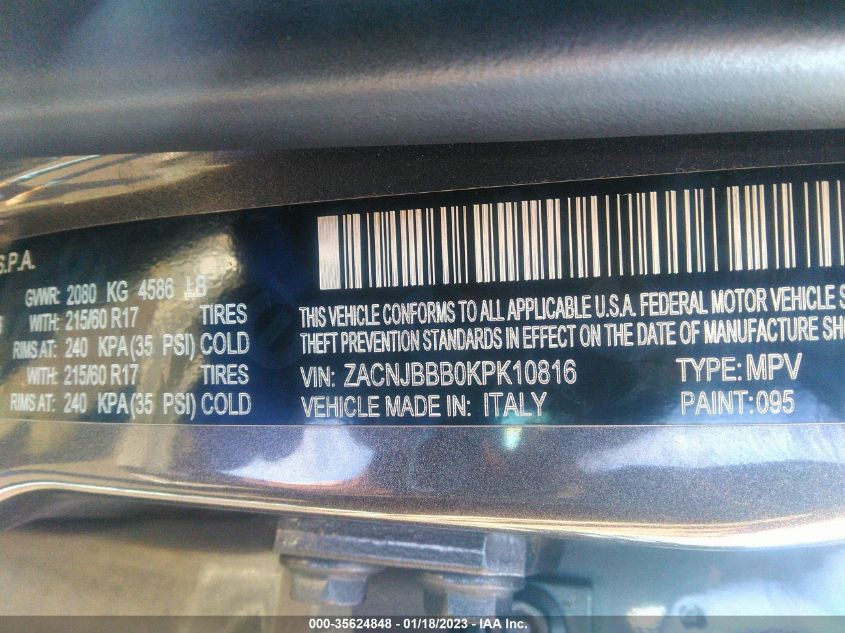 S.P.A.
GVWR: 2080 KG 4586 LB
WITH: 215/60 R17 TIRES
RIMS AT: 240 KPA (35 PSI) COLD
WITH: 215/60 R17 TIRES
RIMS AT: 240 KPA (35 PSI) COLD
THIS VEHICLE CONFORMS TO ALL APPLICABLE U.S.A. FEDERAL MOTOR VEHICLE S
THEFT PREVENTION STANDARDS IN EFFECT ON THE DATE OF MANUFACTURE SHO
VIN: ZACNJBBB0KPK10816 TYPE: MPV
VEHICLE MADE IN: ITALY PAINT: 095
000-35624848 - 01/18/2023 - IAA Inc.